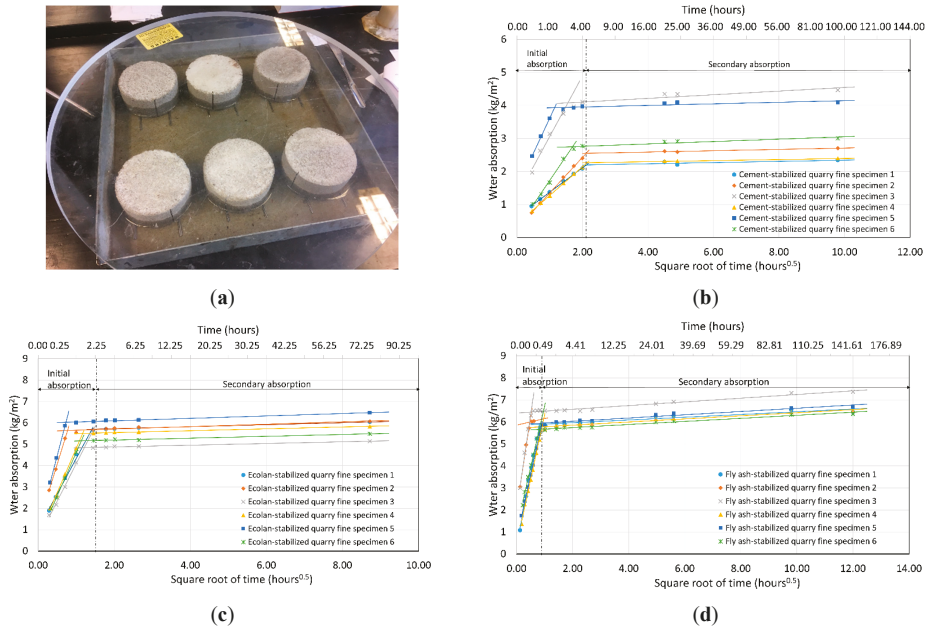 Time (hours)
0.00 1.00 4.00 9.00 16.00 25.00 36.00 49.00 64.00 81.00 100.00 121.00 144.00
6
5
4
3
2
1
0
Initial
absorption
Secondary absorption
Wter absorption (kg/m2)
Cement-stabilized quarry fine specimen 1
Cement-stabilized quarry fine specimen 2
Cement-stabilized quarry fine specimen 3
Cement-stabilized quarry fine specimen 4
Cement-stabilized quarry fine specimen 5
Cement-stabilized quarry fine specimen 6
0.00 2.00 4.00 6.00 8.00 10.00 12.00
Square root of time (hours0.5)
(a)
(b)
Time (hours)
0.00 0.25 2.25 6.25 12.25 20.25 30.25 42.25 56.25 72.25 90.25
9
8
7
6
5
4
3
2
1
0
Initial
absorption
Secondary absorption
Wter absorption (kg/m2)
Ecolan-stabilized quarry fine specimen 1
Ecolan-stabilized quarry fine specimen 2
Ecolan-stabilized quarry fine specimen 3
Ecolan-stabilized quarry fine specimen 4
Ecolan-stabilized quarry fine specimen 5
Ecolan-stabilized quarry fine specimen 6
0.00 2.00 4.00 6.00 8.00 10.00
Square root of time (hours0.5)
(c)
Time (hours)
0.00 0.49 4.41 12.25 24.01 39.69 59.29 82.81 110.25 141.61 176.89
9
8
7
6
5
4
3
2
1
0
Initial
absorption
Secondary absorption
Wter absorption (kg/m2)
Fly ash-stabilized quarry fine specimen 1
Fly ash-stabilized quarry fine specimen 2
Fly ash-stabilized quarry fine specimen 3
Fly ash-stabilized quarry fine specimen 4
Fly ash-stabilized quarry fine specimen 5
Fly ash-stabilized quarry fine specimen 6
0.00 2.00 4.00 6.00 8.00 10.00 12.00 14.00
Square root of time (hours0.5)
(d)